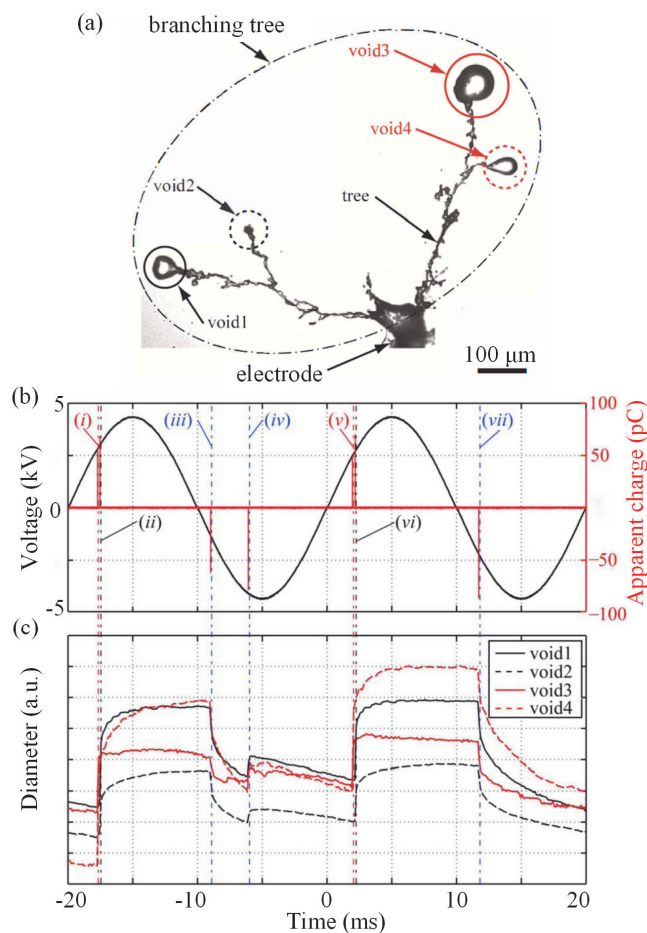 (a)
branching tree
void3
void4
void2
tree
void1
electrode
100 μm
(b)
5
0
-5
Voltage (kV)
(i)
(iii)
(iv)
(v)
(vii)
(ii)
(vi)
100
50
0
-50
-100
Apparent charge (pC)
(c)
Diameter (a.u.)
void1
void2
void3
void4
-20
-10
0
10
20
Time (ms)